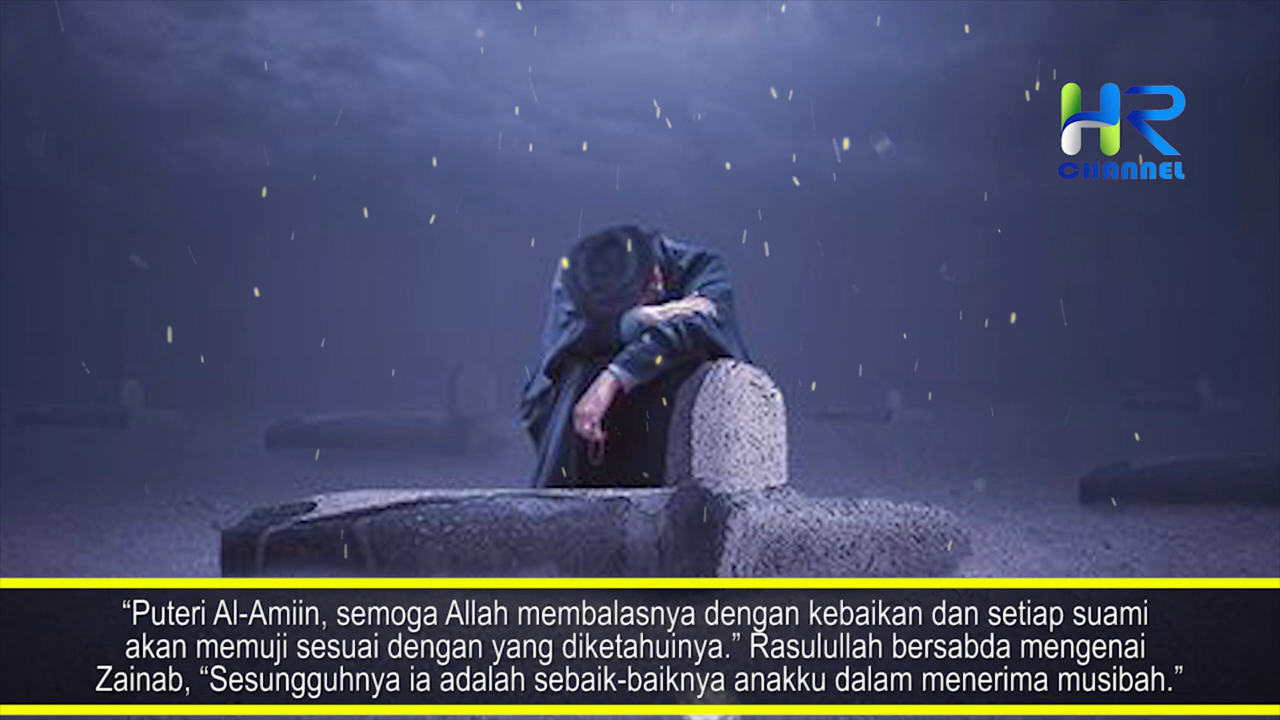 HR
CHANNEL
“Puteri Al-Amiin, semoga Allah membalasnya dengan kebaikan dan setiap suami
akan memuji sesuai dengan yang diketahuinya.” Rasulullah bersabda mengenai
Zainab, “Sesungguhnya ia adalah sebaik-baiknya anakku dalam menerima musibah.”